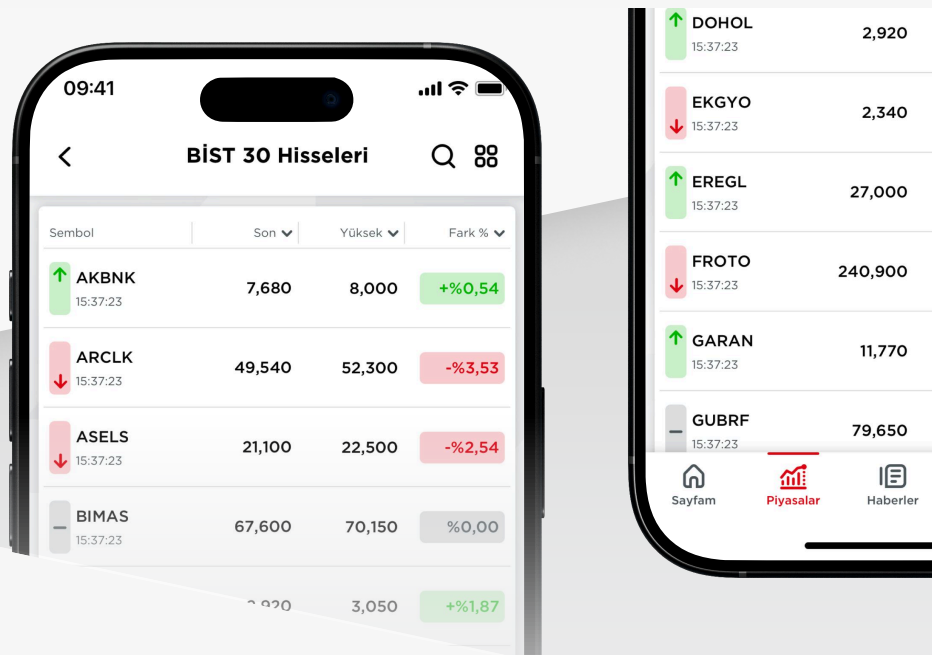 09:41
BİST 30 Hisseleri
Sembol Son Yüksek Fark %
AKBNK 7,680 8,000 +%0,54
15:37:23
ARCLK 49,540 52,300 -%3,53
15:37:23
ASELS 21,100 22,500 -%2,54
15:37:23
BIMAS 67,600 70,150 %0,00
15:37:23
3,050 +%1,87
DOHOL 2,920
15:37:23
EKGYO 2,340
15:37:23
EREGL 27,000
15:37:23
FROTO 240,900
15:37:23
GARAN 11,770
15:37:23
GUBRF 79,650
15:37:23
Sayfam Piyasalar Haberler